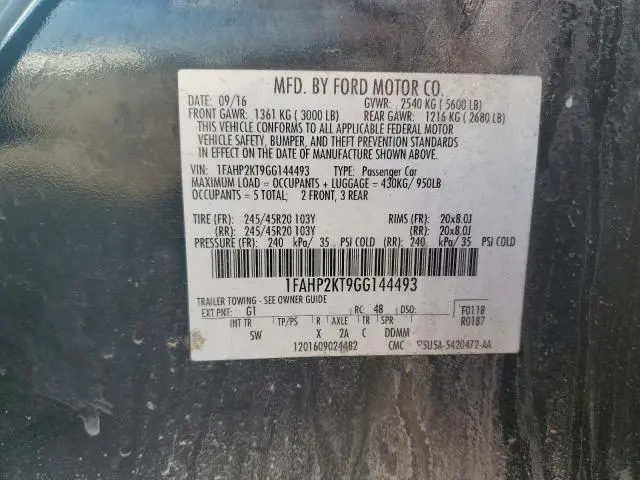 MFD. BY FORD MOTOR CO.
DATE: 09/16 GVWR: 2540 KG ( 5600 LB)
FRONT GAWR: 1361 KG ( 3000 LB) REAR GAWR: 1216 KG ( 2680 LB)
THIS VEHICLE CONFORMS TO ALL APPLICABLE FEDERAL MOTOR
VEHICLE SAFETY, BUMPER, AND THEFT PREVENTION STANDARDS
IN EFFECT ON THE DATE OF MANUFACTURE SHOWN ABOVE.
VIN: 1FAHP2KT9GG144493 TYPE: Passenger Car
MAXIMUM LOAD = OCCUPANTS + LUGGAGE = 430KG/ 950LB
OCCUPANTS = 5 TOTAL; 2 FRONT, 3 REAR
TIRE (FR): 245/45R20 103Y RIMS (FR): 20x8.0J
(RR): 245/45R20 103Y (RR): 20x8.0J
PRESSURE (FR): 240 kPa/ 35 PSI COLD (RR): 240 kPa/ 35 PSI COLD
1FAHP2KT9GG144493
TRAILER TOWING - SEE OWNER GUIDE
EXT PNT: G1 RC: 48 DSO: F0118
INT TR TP/PS R AXLE TR SPR R0187
SW X 2A C DDMM
1201609024482 CMC 5U5A-5420472-AA